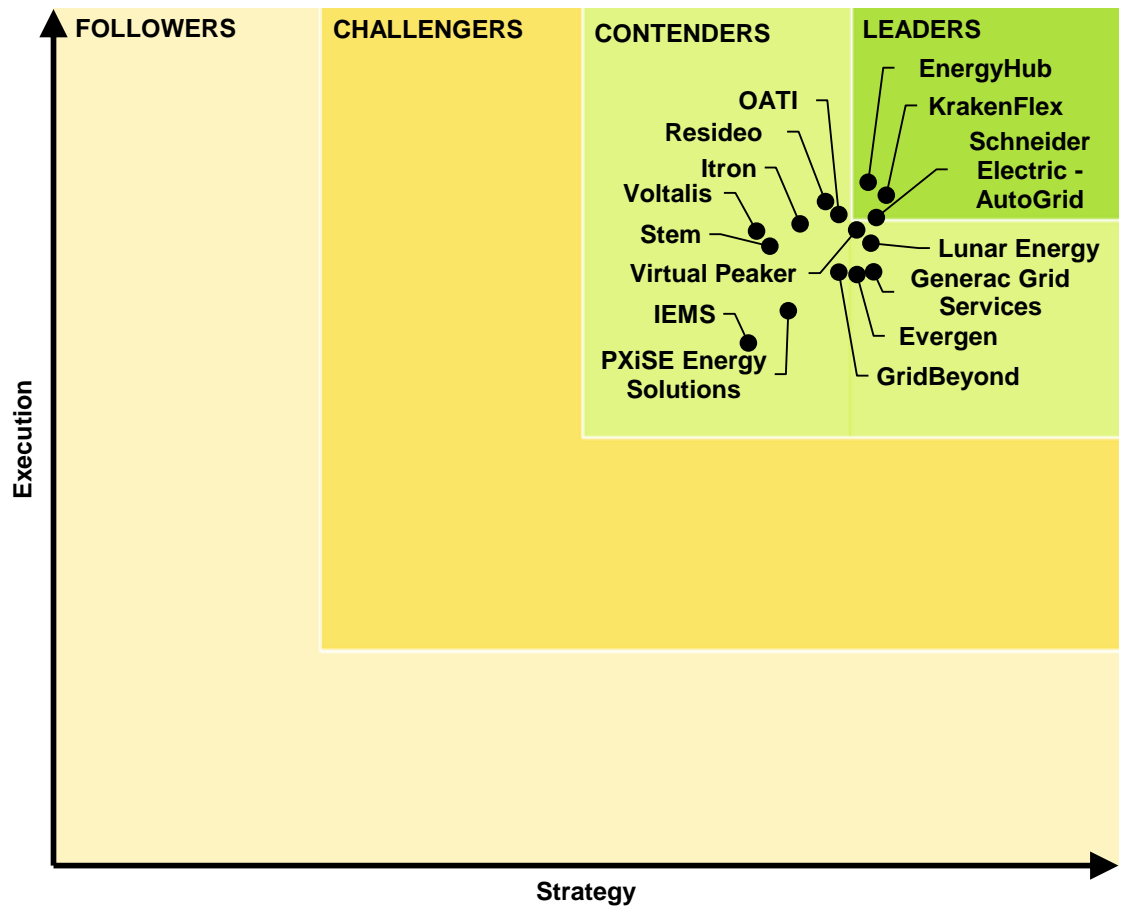 FOLLOWERS
CHALLENGERS
CONTENDERS
LEADERS
EnergyHub
OATI
KrakenFlex
Resideo
Schneider
Electric -
AutoGrid
Itron
Voltalis
Stem
Lunar Energy
Virtual Peaker
Generac Grid
Services
IEMS
Evergen
PXiSE Energy
Solutions
GridBeyond
Execution
Strategy